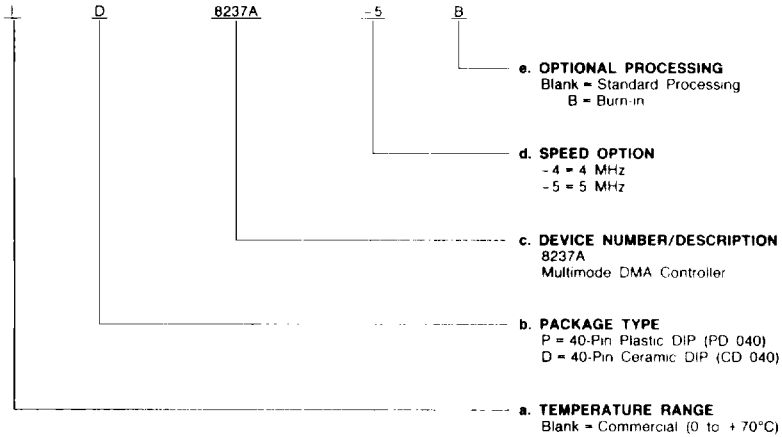 I D 8237A -5 B
e. OPTIONAL PROCESSING
Blank = Standard Processing
B = Burn-in
d. SPEED OPTION
-4 = 4 MHz
-5 = 5 MHz
c. DEVICE NUMBER/DESCRIPTION
8237A
Multimode DMA Controller
b. PACKAGE TYPE
P = 40-Pin Plastic DIP (PD 040)
D = 40-Pin Ceramic DIP (CD 040)
a. TEMPERATURE RANGE
Blank = Commercial (0 to +70°C)